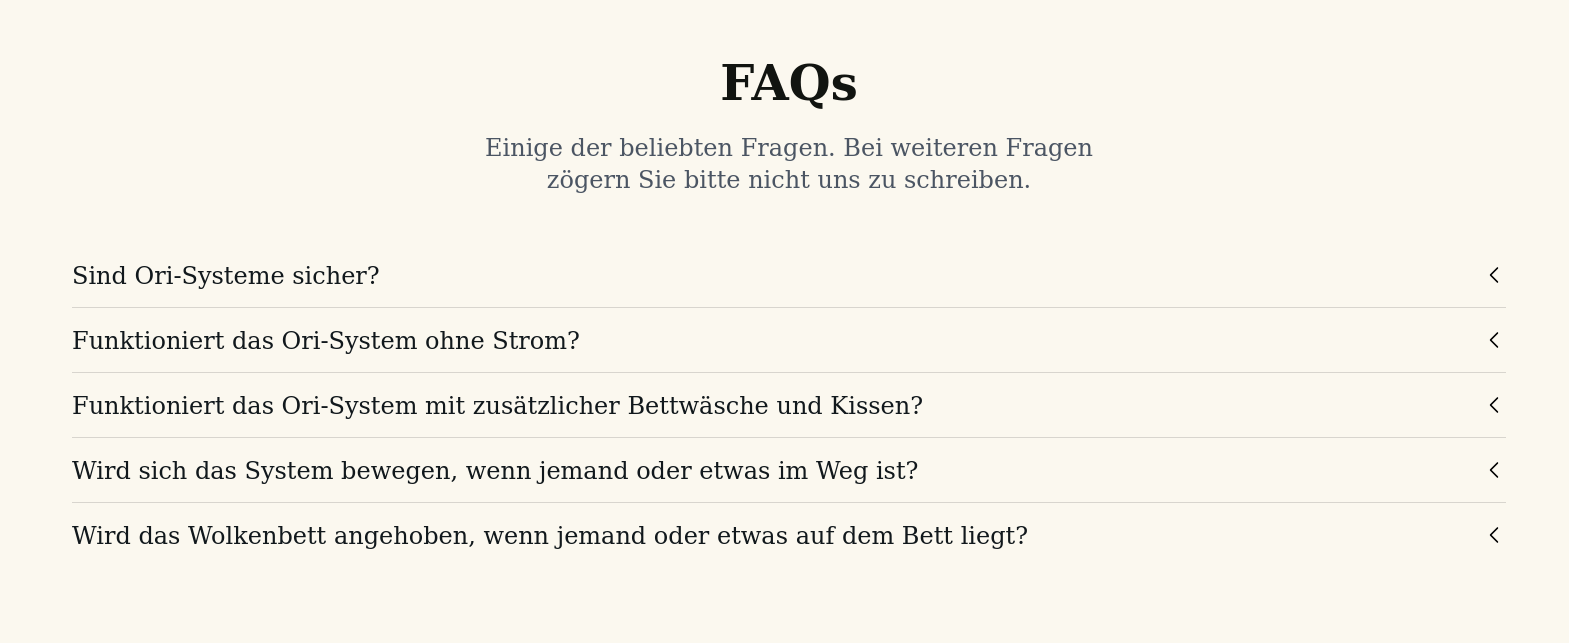 FAQs
Einige der beliebten Fragen. Bei weiteren Fragen
zögern Sie bitte nicht uns zu schreiben.
Sind Ori-Systeme sicher?
Funktioniert das Ori-System ohne Strom?
Funktioniert das Ori-System mit zusätzlicher Bettwäsche und Kissen?
Wird sich das System bewegen, wenn jemand oder etwas im Weg ist?
Wird das Wolkenbett angehoben, wenn jemand oder etwas auf dem Bett liegt?